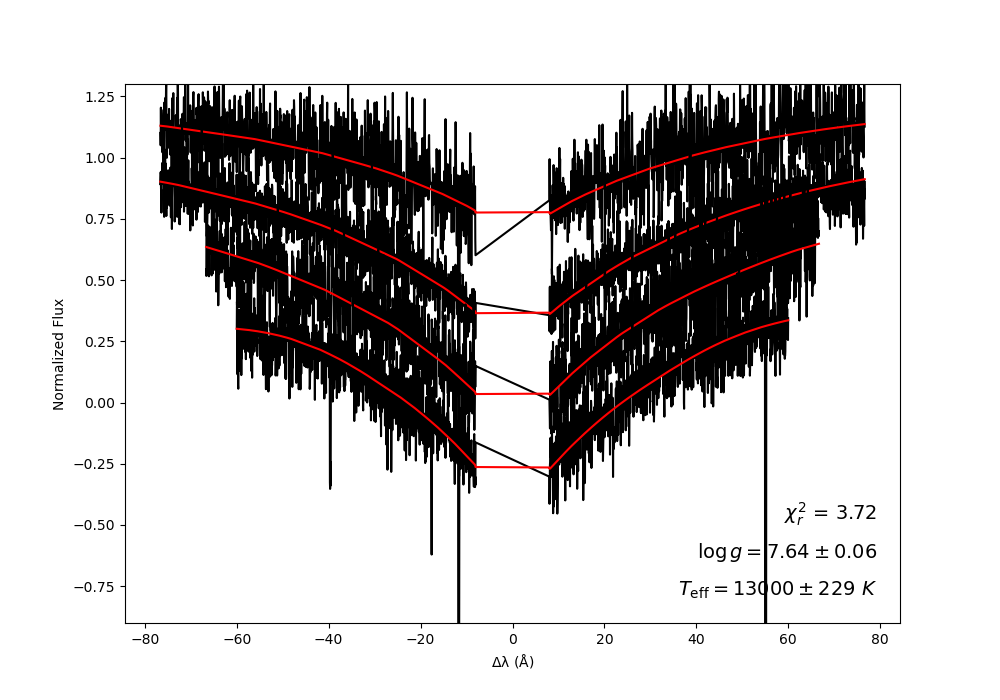 1.25
1.00
0.75
0.50
0.25
0.00
−0.25
−0.50
−0.75
Normalized Flux
χ²ᵣ = 3.72
log g = 7.64 ± 0.06
T_eff = 13000 ± 229 K
−80 −60 −40 −20 0 20 40 60 80
Δλ (Å)